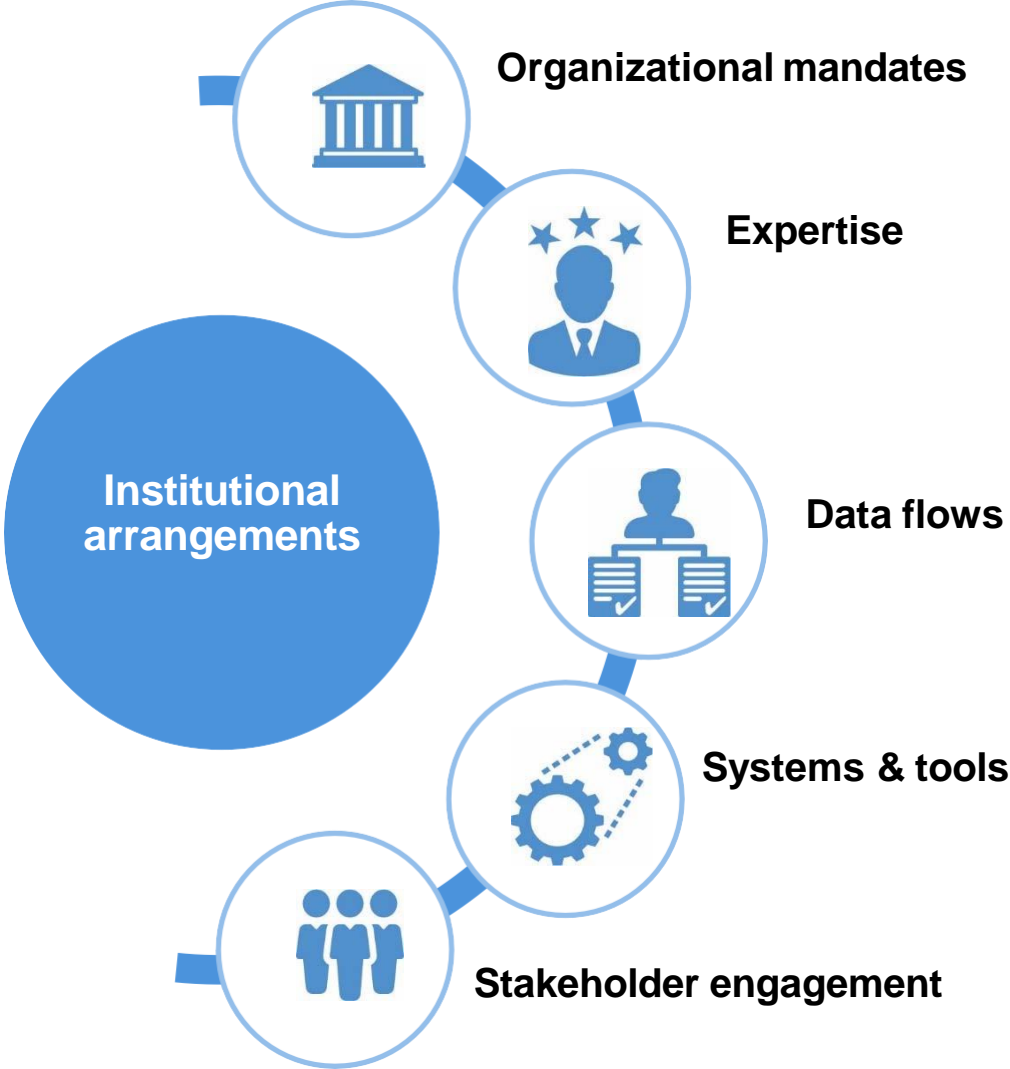 Organizational mandates
Expertise
Institutional
arrangements
Data flows
Systems & tools
Stakeholder engagement